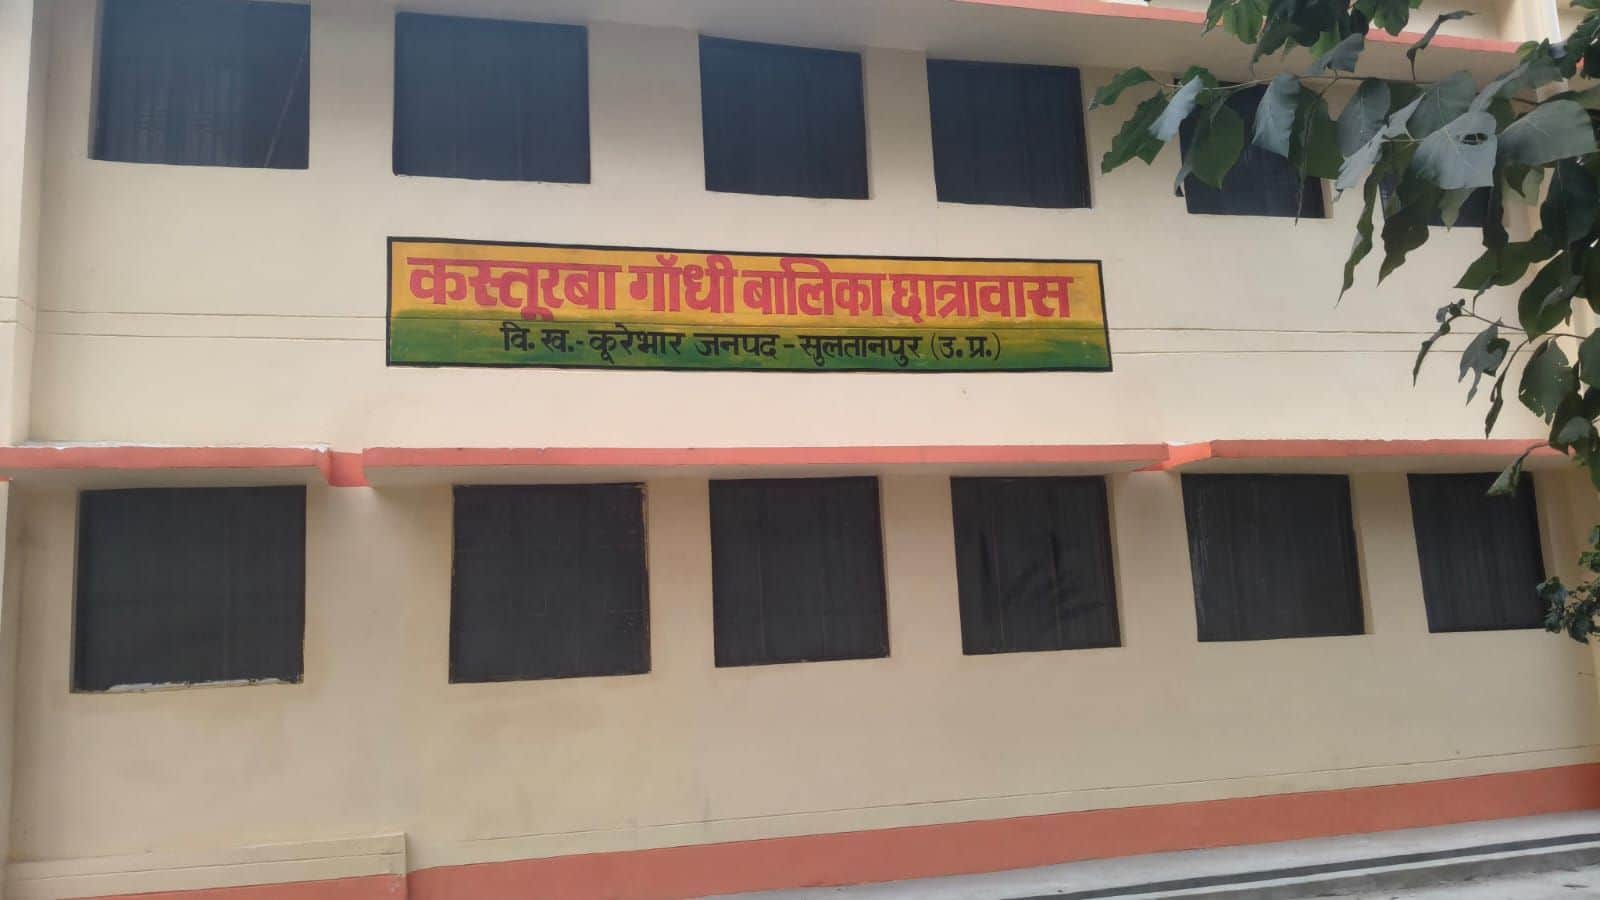 कस्तूरबा गाँधी बालिका छात्रावास
वि. ख.- कूरेभार जनपद - सुलतानपुर (उ. प्र.)